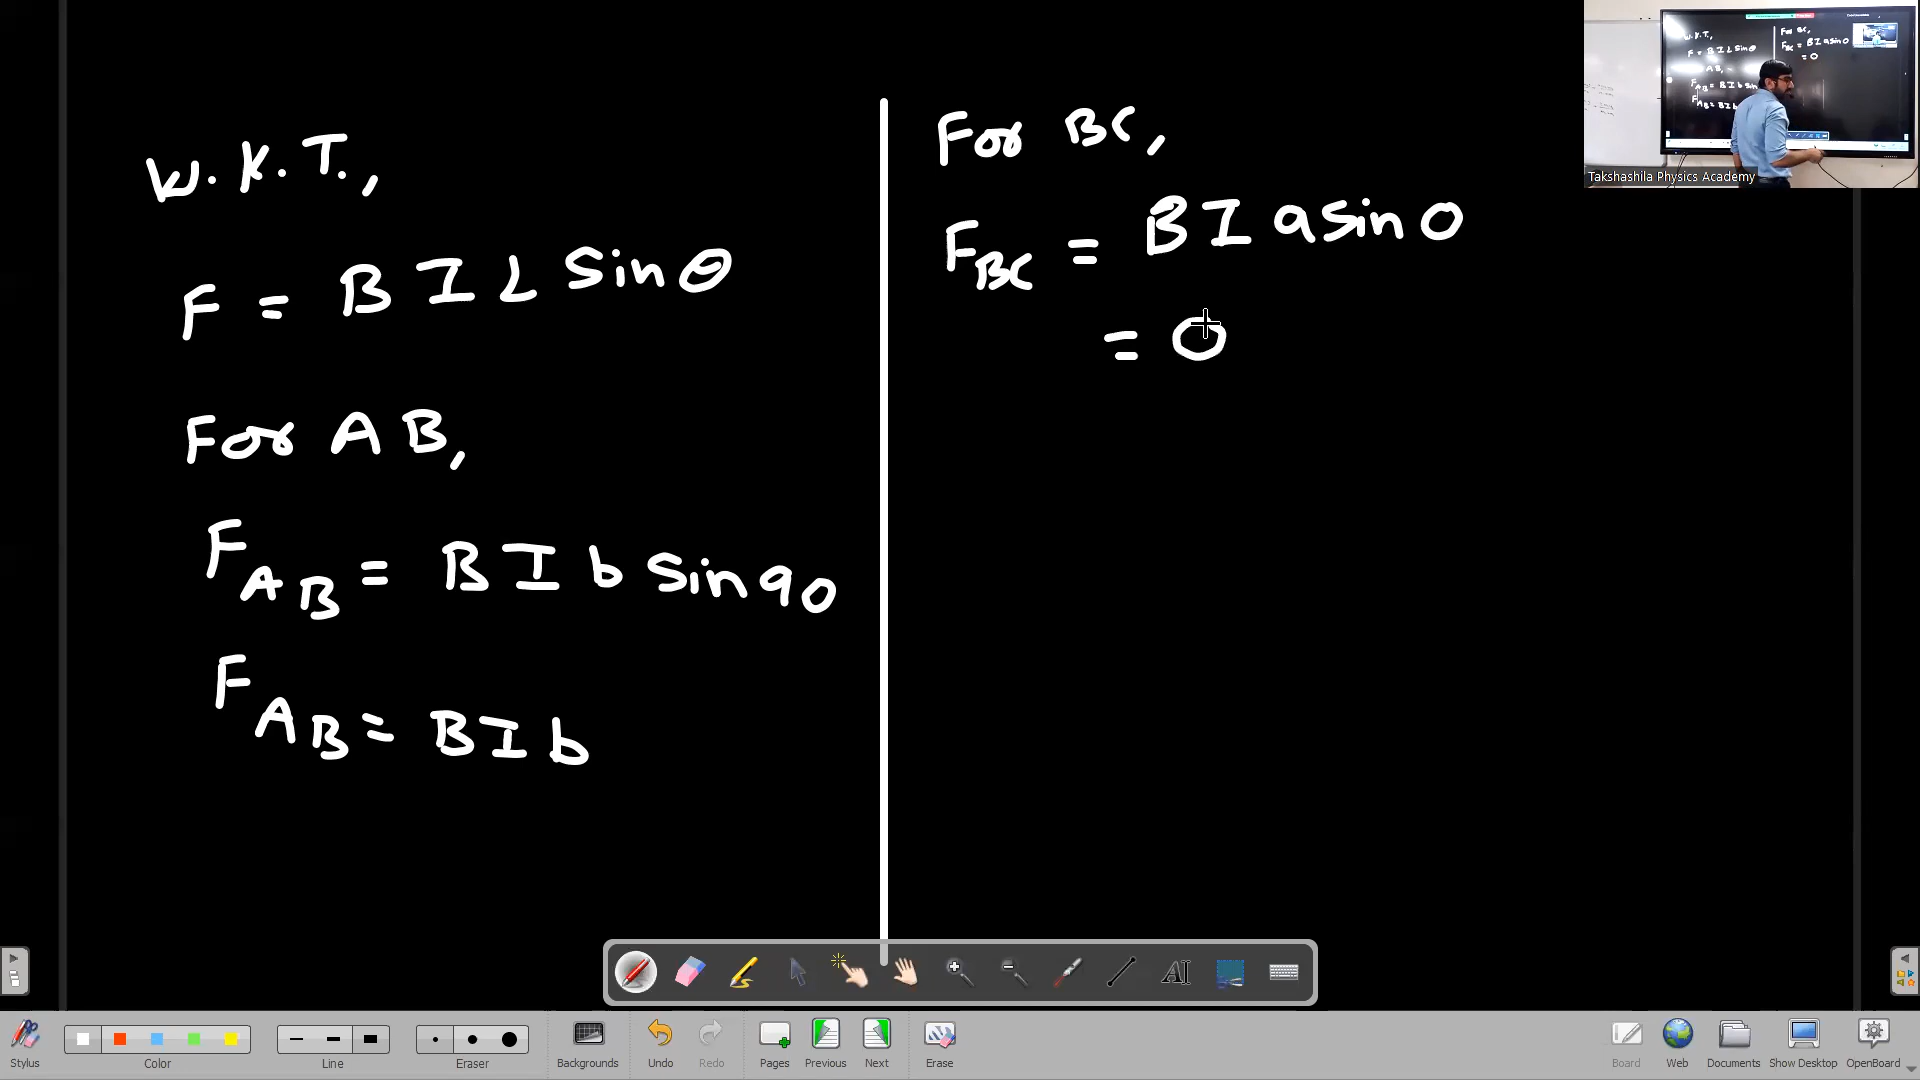 W.K.T.,
F = B I L Sin θ
For AB,
F_AB = B I b Sin 90
F_AB = B I b
For BC,
F_BC = B I a sin 0
= 0
Takshashila Physics Academy
Stylus
Color
Line
Eraser
Backgrounds
Undo
Redo
Pages
Previous
Next
Erase
Board
Web
Documents
Show Desktop
OpenBoard